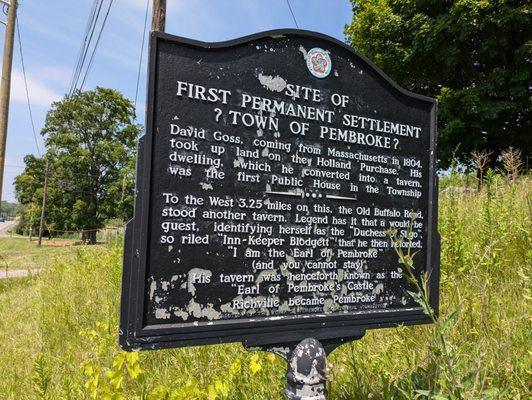 SITE OF
FIRST PERMANENT SETTLEMENT
? TOWN OF PEMBROKE?
David Goss, coming from Massachusetts in 1804,
took up land on the Holland Purchase. His
dwelling, which he converted into a tavern,
was the first Public House in the Township
To the West 3.25 miles on this, the Old Buffalo Road,
stood another tavern. Legend has it that a would be
guest, identifying herself as the "Duchess of Sligo"
so riled "Inn-Keeper Blodgett" that he then retorted,
"I am the Earl of Pembroke
(and you cannot stay)
His tavern was henceforth known as the
"Earl of Pembroke's Castle
Richville became Pembroke"